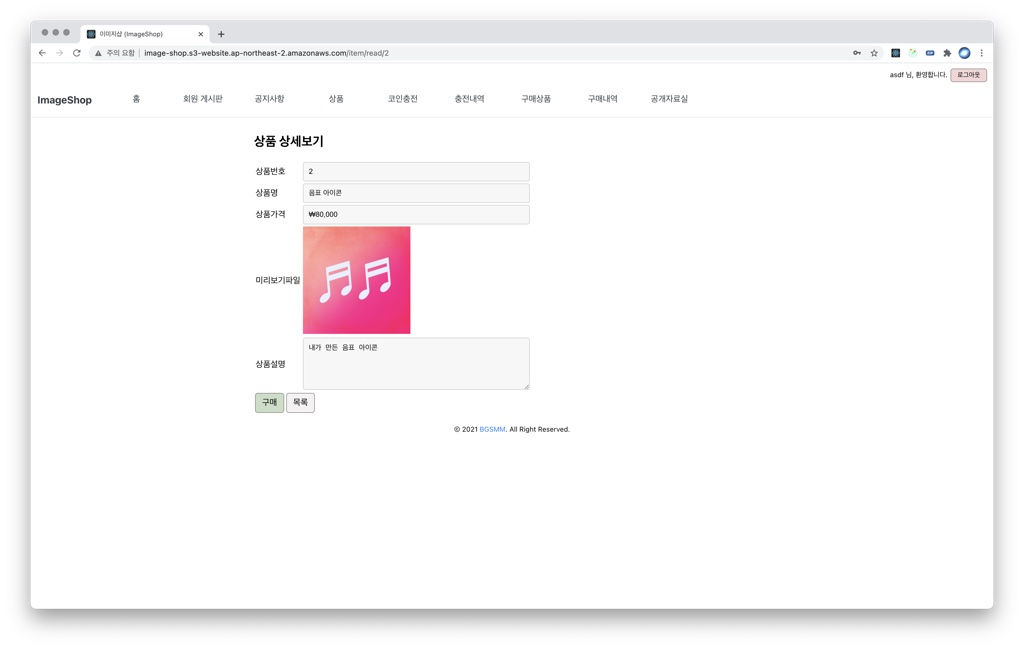 이미지샵 (ImageShop)
주의 요함 image-shop.s3-website.ap-northeast-2.amazonaws.com/item/read/2
asdf 님, 환영합니다. 로그아웃
ImageShop 홈 회원 게시판 공지사항 상품 코인충전 충전내역 구매상품 구매내역 공개자료실
상품 상세보기
상품번호 2
상품명 음표 아이콘
상품가격 ₩80,000
미리보기파일
상품설명 내가 만든 음표 아이콘
구매 목록
© 2021 BGSMM. All Right Reserved.